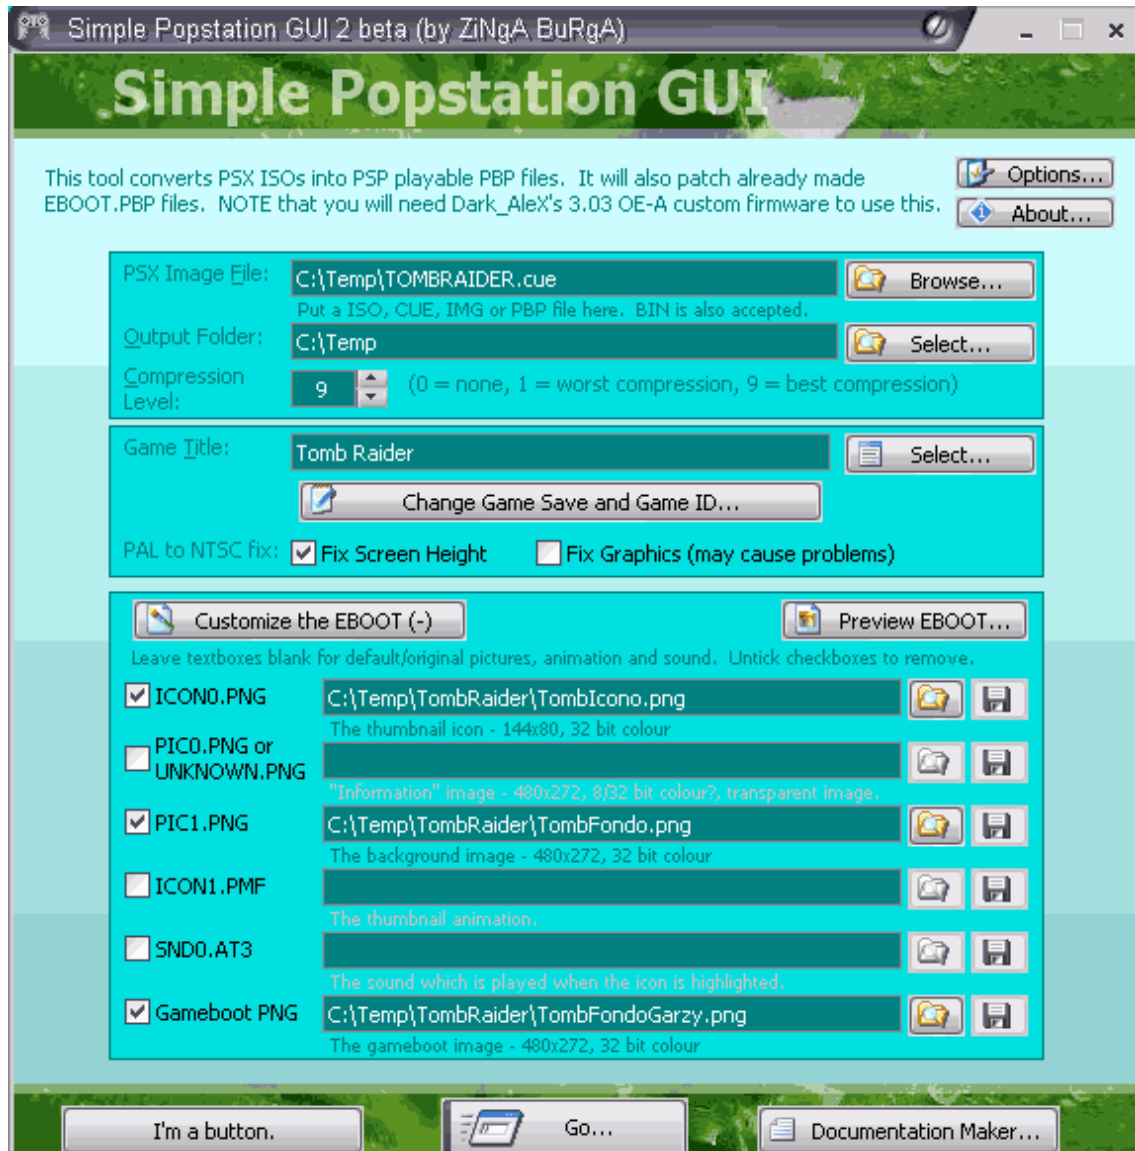 Simple Popstation GUI 2 beta (by ZiNgA BuRgA)
Simple Popstation GUI
This tool converts PSX ISOs into PSP playable PBP files. It will also patch already made
EBOOT.PBP files. NOTE that you will need Dark_AleX's 3.03 OE-A custom firmware to use this.
Options...
About...
PSX Image File: C:\Temp\TOMBRAIDER.cue Browse...
Put a ISO, CUE, IMG or PBP file here. BIN is also accepted.
Output Folder: C:\Temp Select...
Compression
Level: 9 (0 = none, 1 = worst compression, 9 = best compression)
Game Title: Tomb Raider Select...
Change Game Save and Game ID...
PAL to NTSC fix: Fix Screen Height Fix Graphics (may cause problems)
Customize the EBOOT (-) Preview EBOOT...
Leave textboxes blank for default/original pictures, animation and sound. Untick checkboxes to remove.
ICON0.PNG C:\Temp\TombRaider\TombIcono.png
The thumbnail icon - 144x80, 32 bit colour
PIC0.PNG or
UNKNOWN.PNG
"Information" image - 480x272, 8/32 bit colour?, transparent image.
PIC1.PNG C:\Temp\TombRaider\TombFondo.png
The background image - 480x272, 32 bit colour
ICON1.PMF
The thumbnail animation.
SND0.AT3
The sound which is played when the icon is highlighted.
Gameboot PNG C:\Temp\TombRaider\TombFondoGarzy.png
The gameboot image - 480x272, 32 bit colour
I'm a button. Go... Documentation Maker...